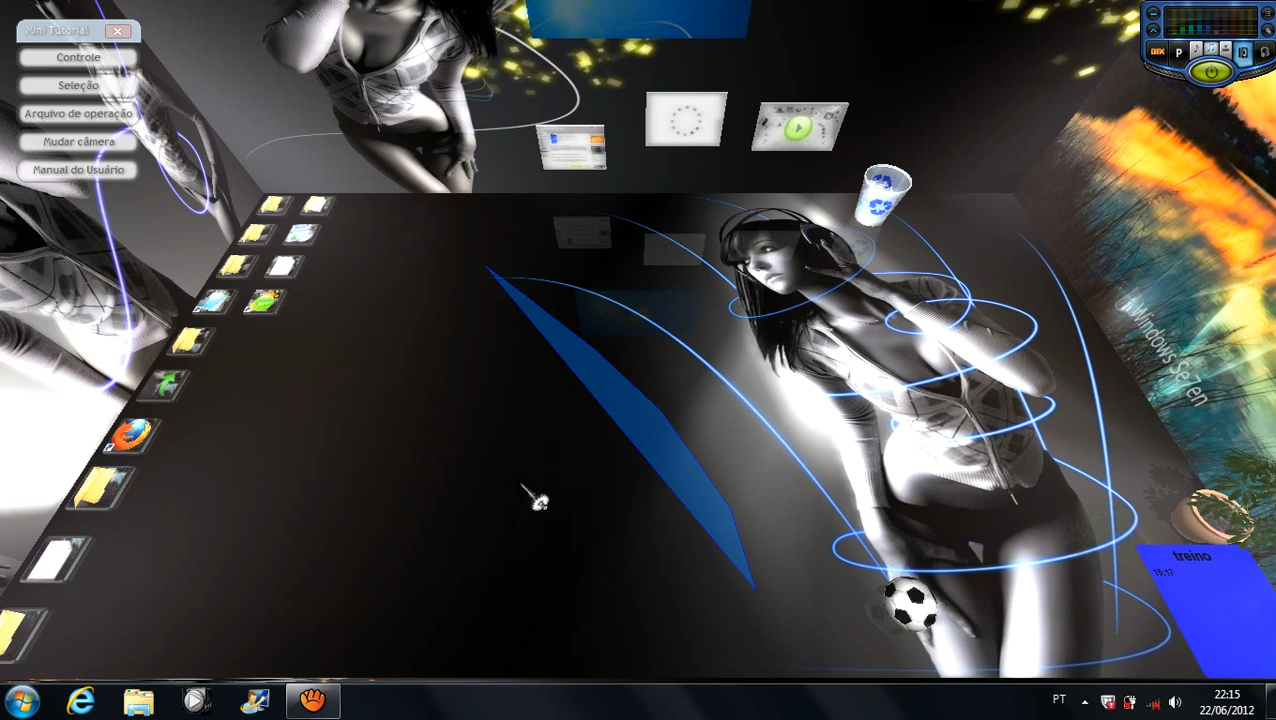 Mini Tutorial
Controle
Seleção
Arquivo de operação
Mudar câmera
Manual do Usuário
DEX
P
Windows Se7en
treino
15:17
PT
22:15
22/06/2012